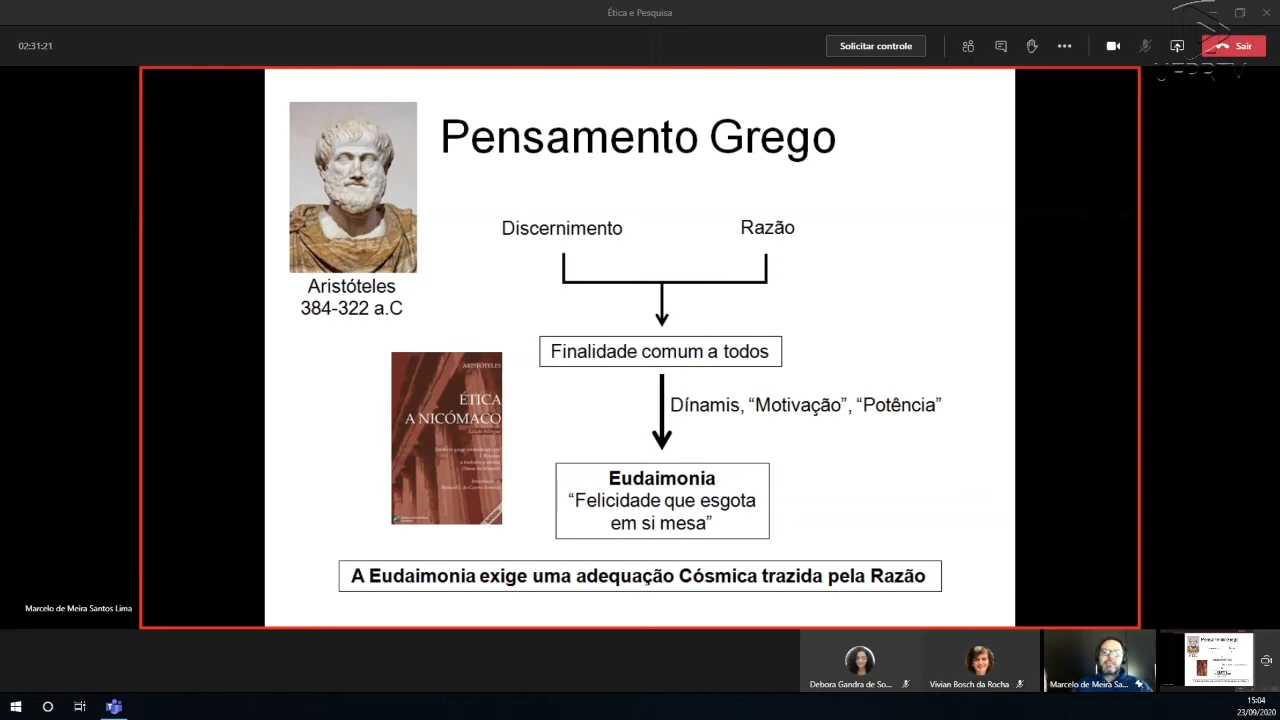 Ética e Pesquisa
02:31:21
Solicitar controle
Sair
UFPRTV
Pensamento Grego
Discernimento
Razão
Aristóteles
384-322 a.C
Finalidade comum a todos
ARISTÓTELES
ÉTICA
A NICÓMACO
Dínamis, “Motivação”, “Potência”
Eudaimonia
“Felicidade que esgota
em si mesa”
A Eudaimonia exige uma adequação Cósmica trazida pela Razão
Marcelo de Meira Santos Lima
Debora Gandra de So...
Vivian Bosch da Rocha
Marcelo de Meira Sa...
Pensamento Grego
15:04
23/09/2020